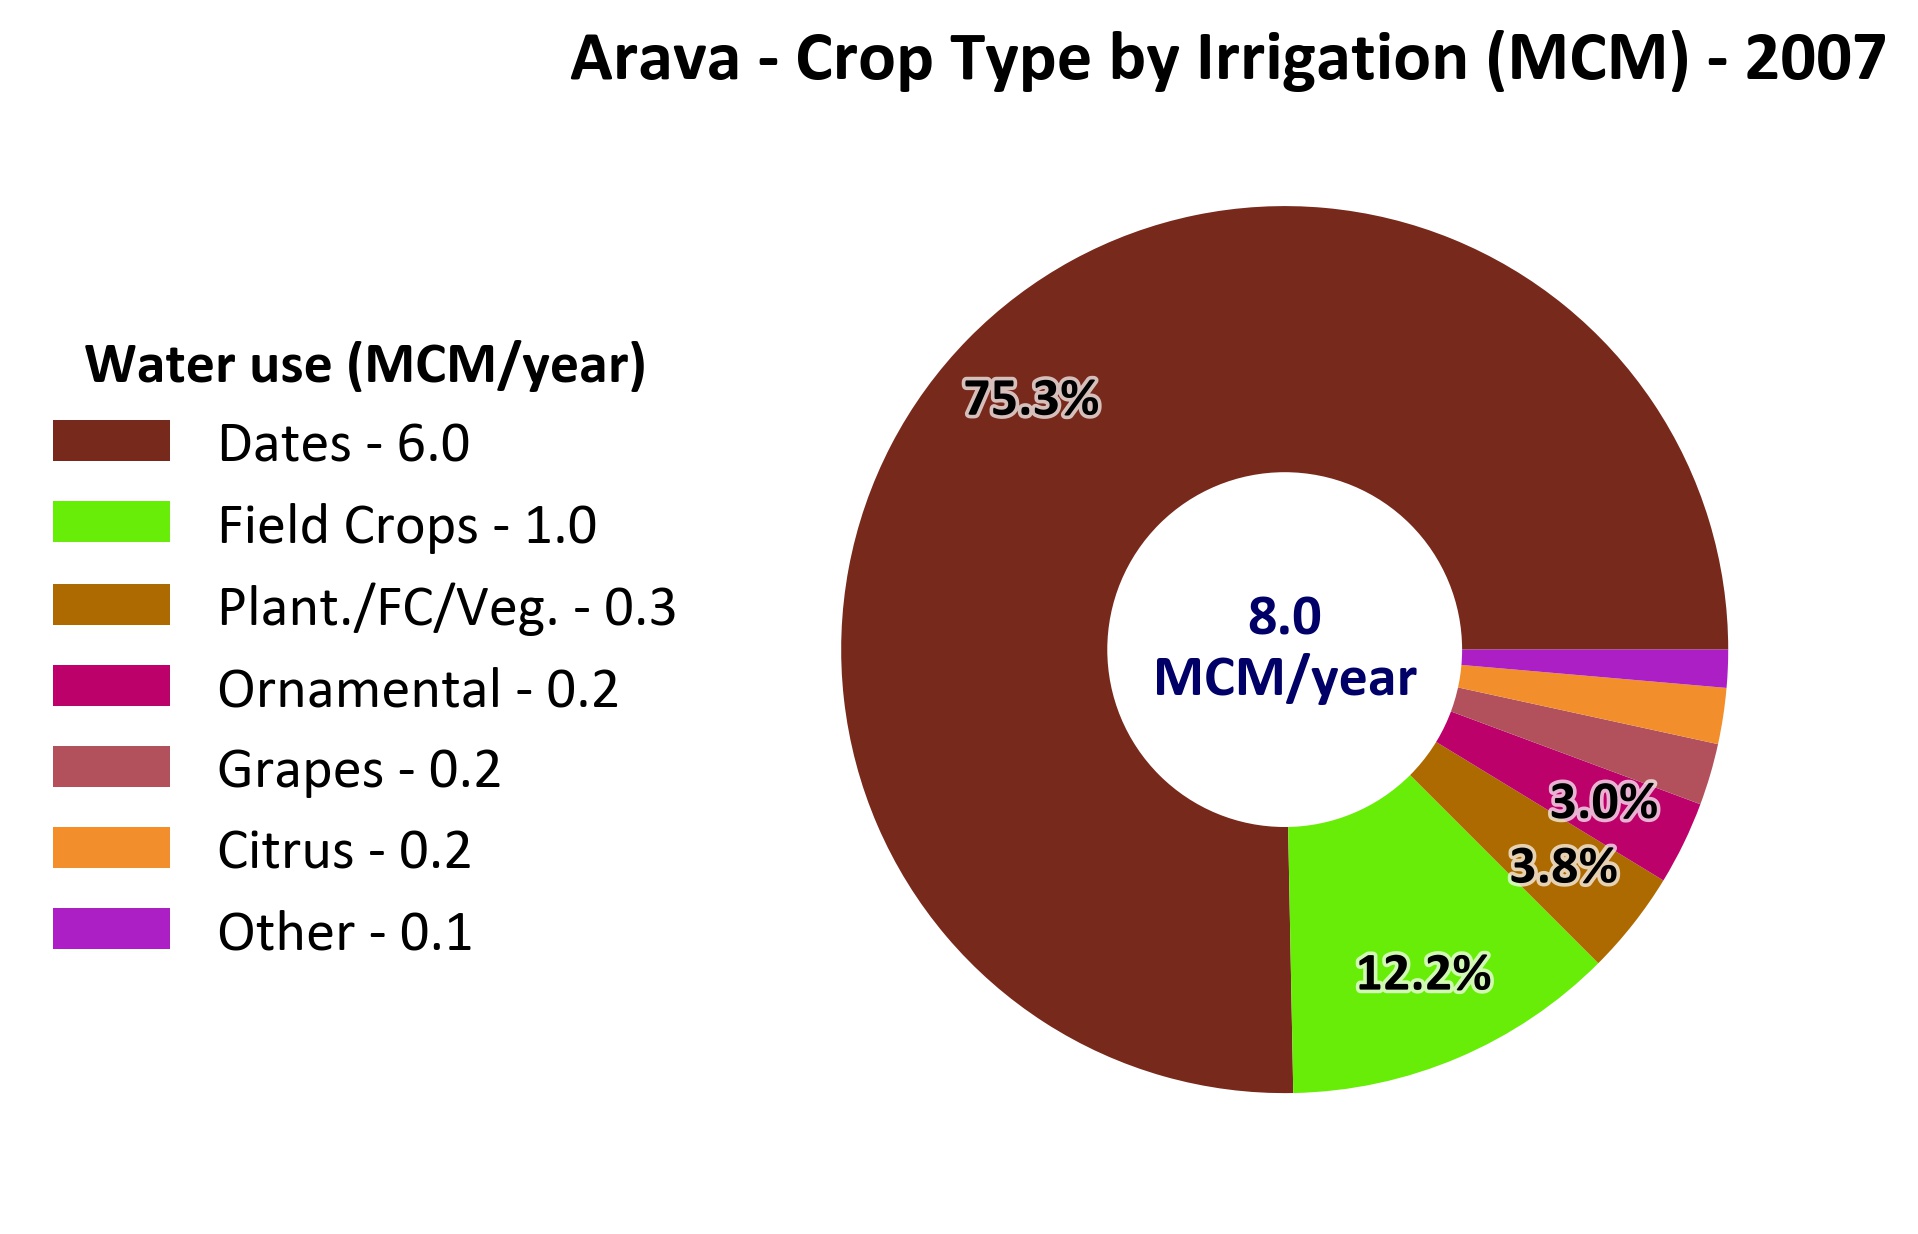 Arava - Crop Type by Irrigation (MCM) - 2007
Water use (MCM/year)
Dates - 6.0
Field Crops - 1.0
Plant./FC/Veg. - 0.3
Ornamental - 0.2
Grapes - 0.2
Citrus - 0.2
Other - 0.1
75.3%
8.0
MCM/year
3.0%
3.8%
12.2%